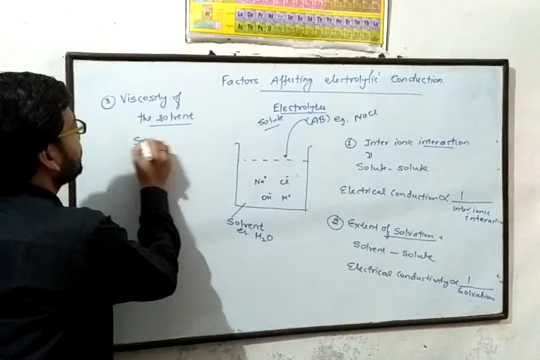 Factors Affecting electrolytic Conduction
③ Viscosity of
the solvent
S
Electrolytes
Solute (AB) eg. NaCl
Na⁺ Cl⁻
OH⁻ H⁺
Solvent
eg H₂O
① Inter ionic interaction
Solute - solute
Electrical conduction ∝ 1
Inter ionic
interaction
② Extent of Solvation.
Solvent - Solute
Electrical conductivity ∝ 1
Solvation